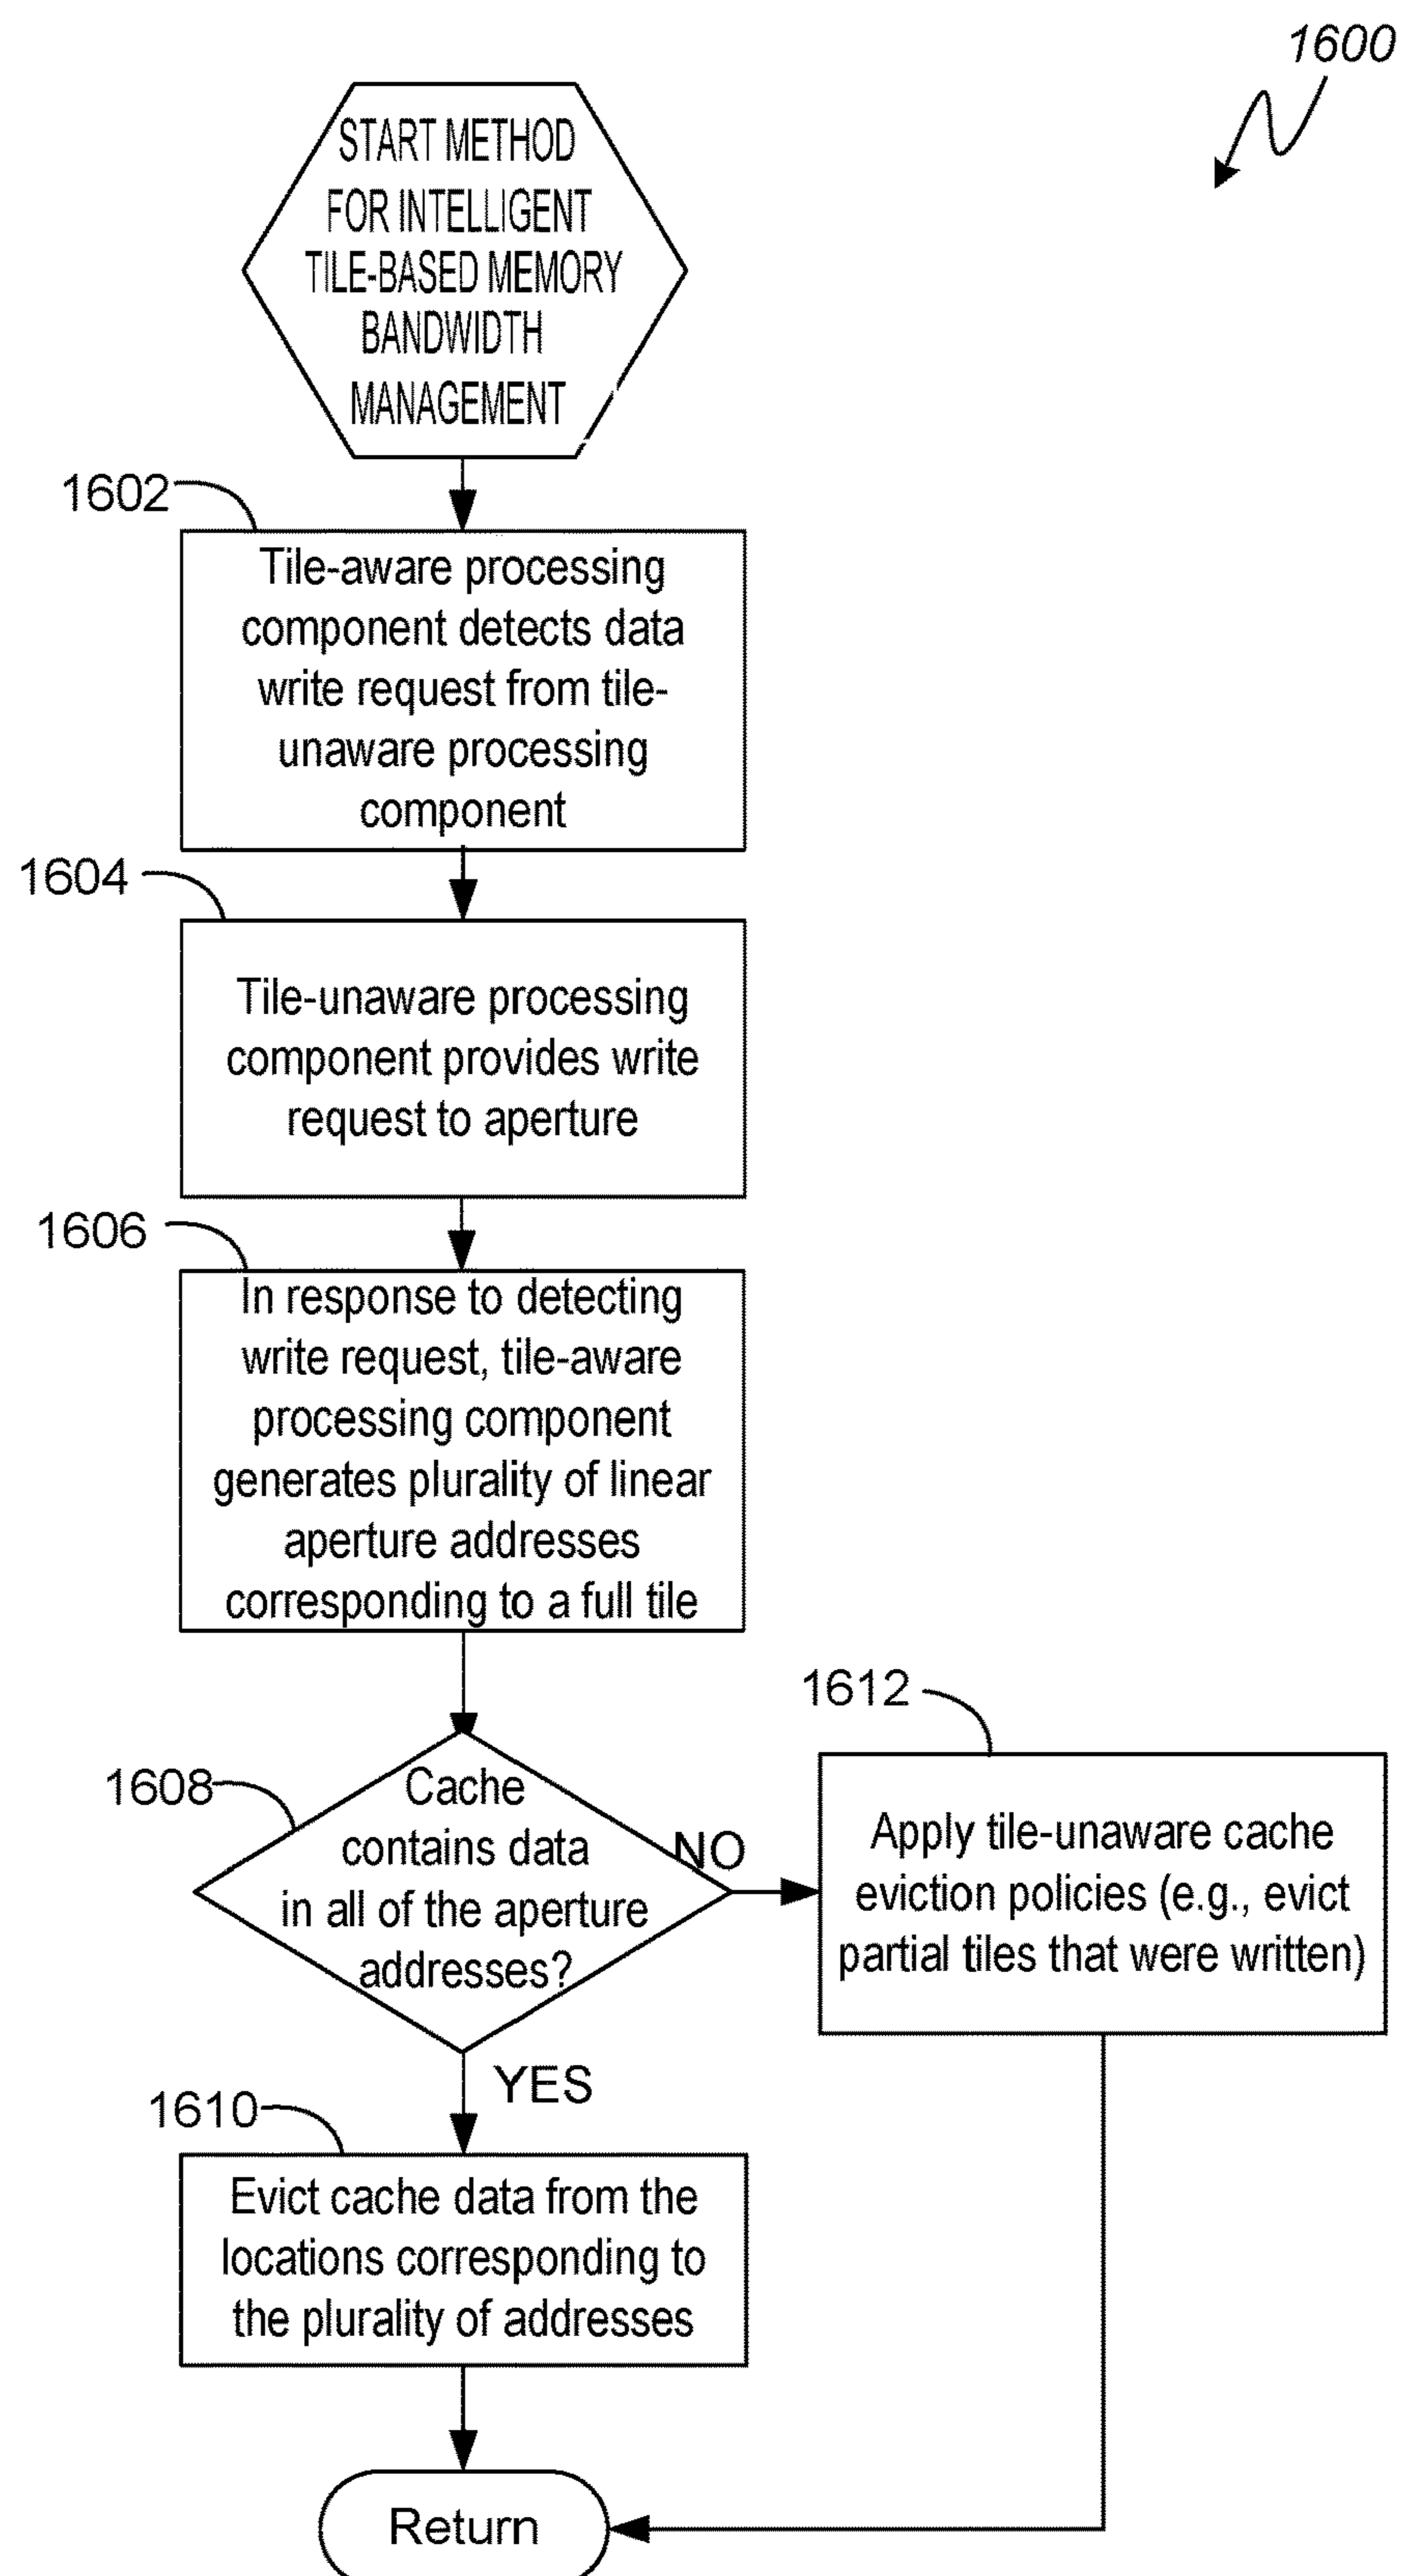 1600
START METHOD
FOR INTELLIGENT
TILE-BASED MEMORY
BANDWIDTH
MANAGEMENT
1602
Tile-aware processing
component detects data
write request from tile-
unaware processing
component
1604
Tile-unaware processing
component provides write
request to aperture
1606
In response to detecting
write request, tile-aware
processing component
generates plurality of linear
aperture addresses
corresponding to a full tile
1608
Cache
contains data
in all of the aperture
addresses?
NO
1612
Apply tile-unaware cache
eviction policies (e.g., evict
partial tiles that were written)
YES
1610
Evict cache data from the
locations corresponding to
the plurality of addresses
Return